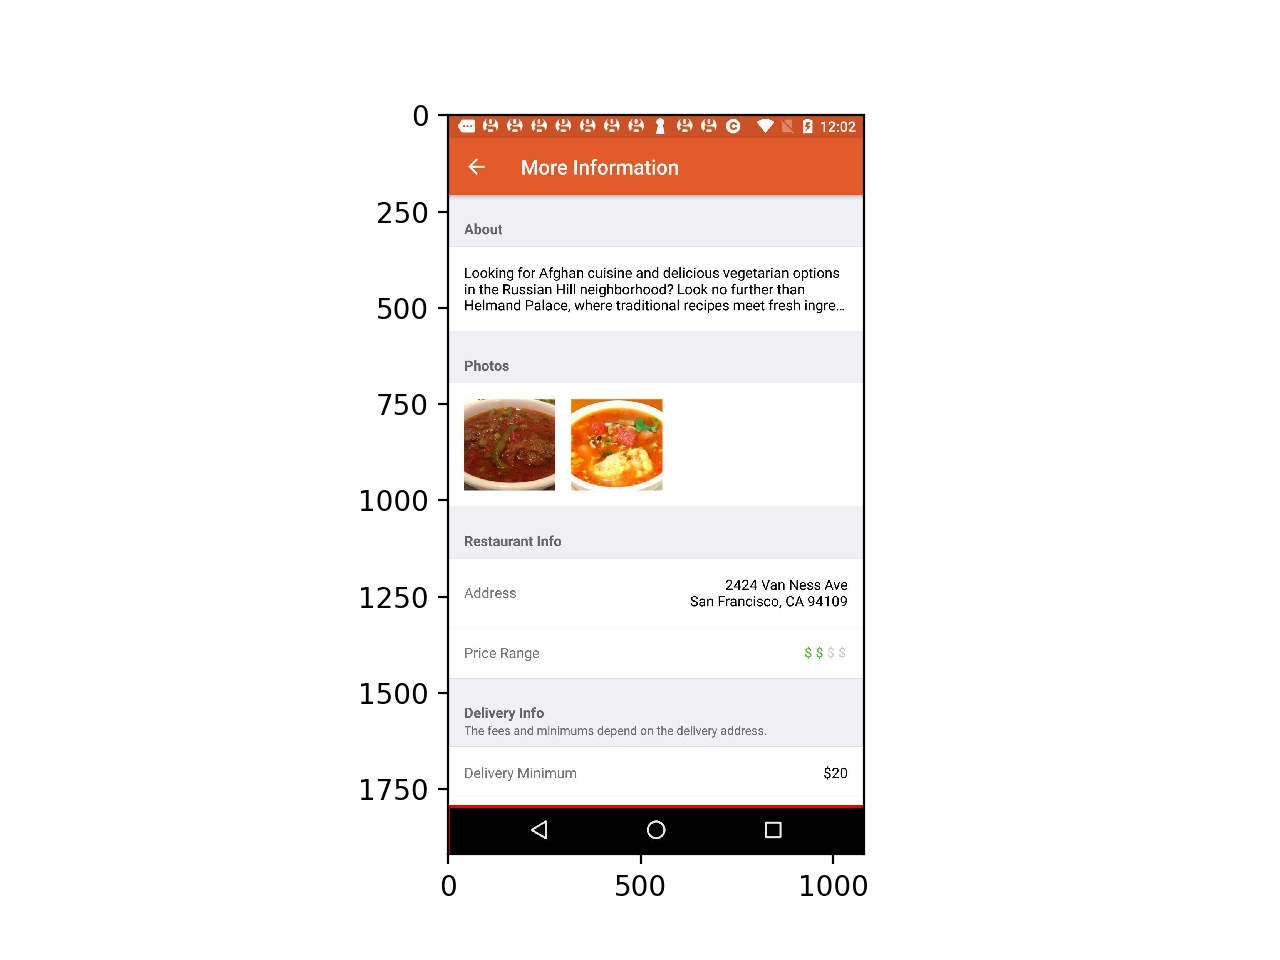 0
250
500
750
1000
1250
1500
1750
0
500
1000
12:02
More Information
About
Looking for Afghan cuisine and delicious vegetarian options
in the Russian Hill neighborhood? Look no further than
Helmand Palace, where traditional recipes meet fresh ingre...
Photos
Restaurant Info
Address
2424 Van Ness Ave
San Francisco, CA 94109
Price Range
$ $ $ $
Delivery Info
The fees and minimums depend on the delivery address.
Delivery Minimum
$20